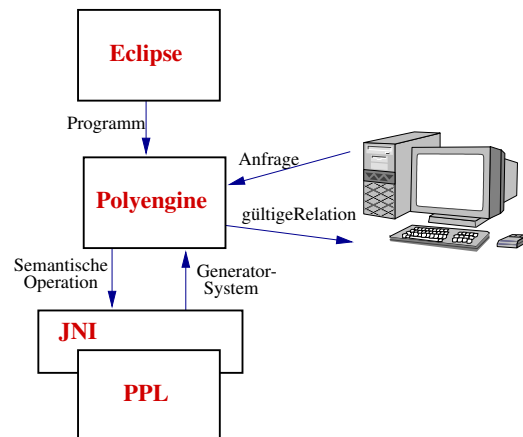 Eclipse
Programm
Anfrage
Polyengine
gültigeRelation
Semantische
Operation
Generator-
System
JNI
PPL